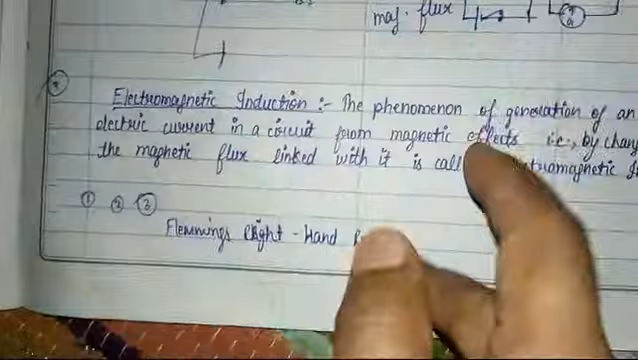 mag. flux
Electromagnetic Induction :- The phenomenon of generation of an
electric current in a circuit from magnetic effects i.e., by chang
the magnetic flux linked with it is call
① ② ③
Flemmings Right - Hand